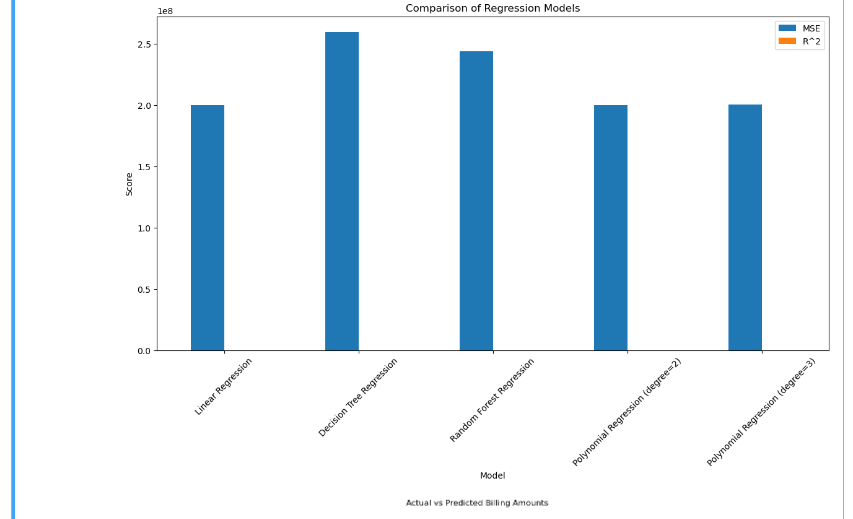 Comparison of Regression Models
1e8
MSE
R^2
2.5
2.0
1.5
1.0
0.5
0.0
Score
Linear Regression
Decision Tree Regression
Random Forest Regression
Polynomial Regression (degree=2)
Polynomial Regression (degree=3)
Model
Actual vs Predicted Billing Amounts